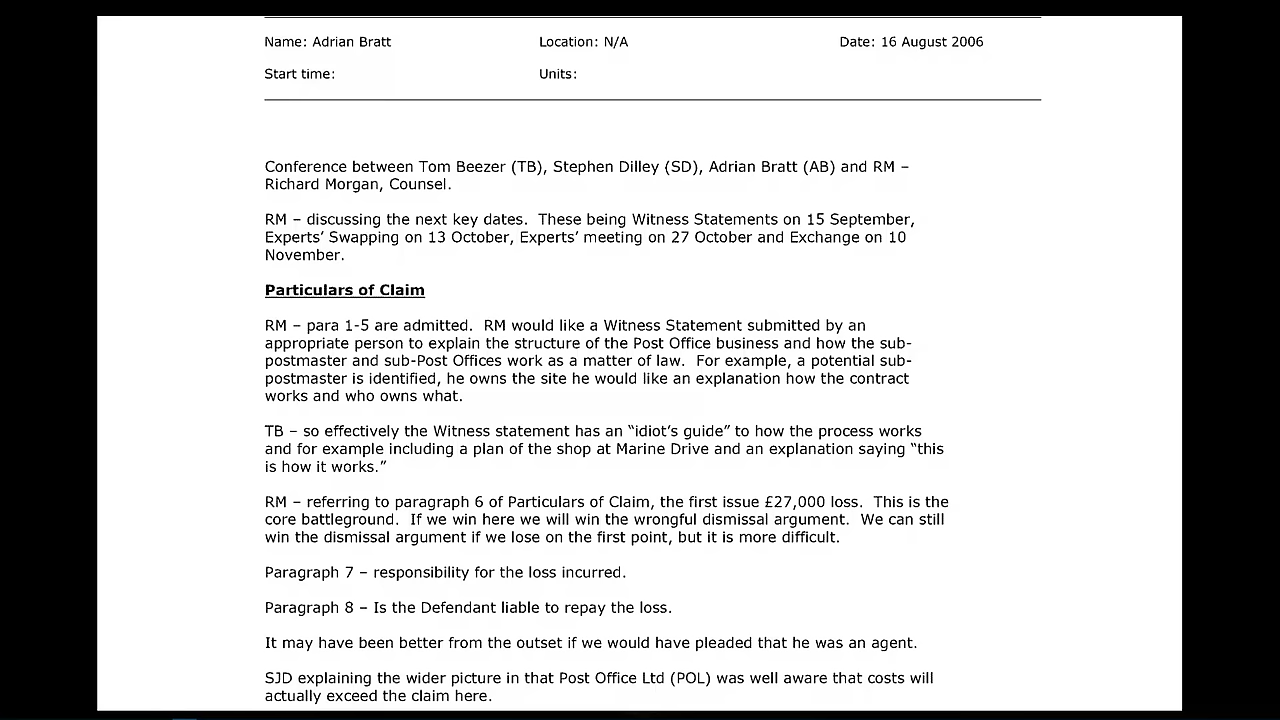 Name: Adrian Bratt Location: N/A Date: 16 August 2006
Start time: Units:
Conference between Tom Beezer (TB), Stephen Dilley (SD), Adrian Bratt (AB) and RM –
Richard Morgan, Counsel.
RM – discussing the next key dates.  These being Witness Statements on 15 September,
Experts’ Swapping on 13 October, Experts’ meeting on 27 October and Exchange on 10
November.
Particulars of Claim
RM – para 1-5 are admitted.  RM would like a Witness Statement submitted by an
appropriate person to explain the structure of the Post Office business and how the sub-
postmaster and sub-Post Offices work as a matter of law.  For example, a potential sub-
postmaster is identified, he owns the site he would like an explanation how the contract
works and who owns what.
TB – so effectively the Witness statement has an “idiot’s guide” to how the process works
and for example including a plan of the shop at Marine Drive and an explanation saying “this
is how it works.”
RM – referring to paragraph 6 of Particulars of Claim, the first issue £27,000 loss.  This is the
core battleground.  If we win here we will win the wrongful dismissal argument.  We can still
win the dismissal argument if we lose on the first point, but it is more difficult.
Paragraph 7 – responsibility for the loss incurred.
Paragraph 8 – Is the Defendant liable to repay the loss.
It may have been better from the outset if we would have pleaded that he was an agent.
SJD explaining the wider picture in that Post Office Ltd (POL) was well aware that costs will
actually exceed the claim here.